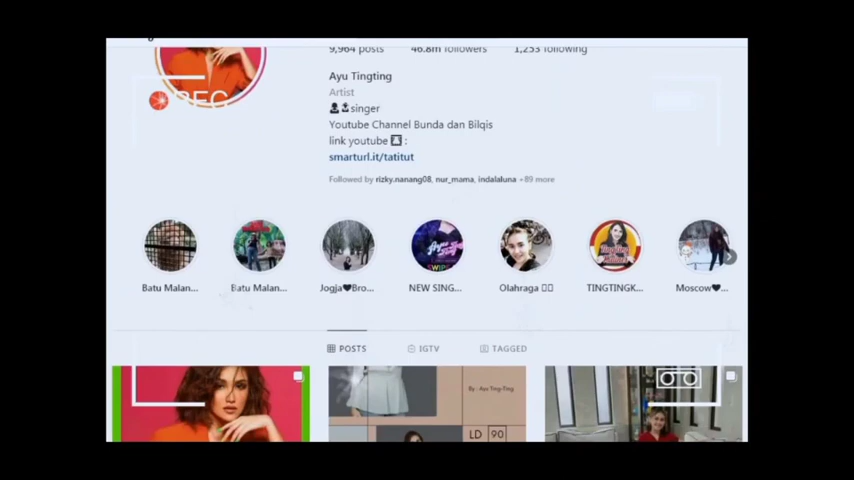 9,964 posts 46.8m followers 1,253 following
Ayu Tingting
Artist
singer
Youtube Channel Bunda dan Bilqis
link youtube :
smarturl.it/tatitut
Followed by rizky.nanang08, nur_mama, indalaluna +89 more
REC
Batu Malan... Batu Malan... Jogja❤Bro... NEW SING... Olahraga TINGTINGK... Moscow❤...
POSTS IGTV TAGGED
By : Ayu Ting-Ting
LD 90